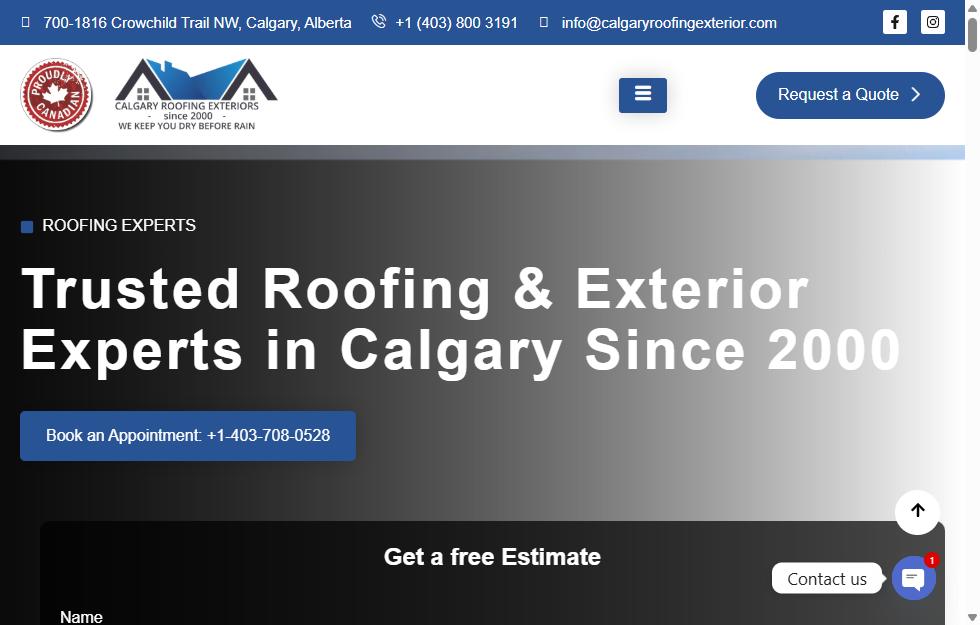 700-1816 Crowchild Trail NW, Calgary, Alberta
+1 (403) 800 3191
info@calgaryroofingexterior.com
PROUDLY
CANADIAN
CALGARY ROOFING EXTERIORS
- since 2000 -
WE KEEP YOU DRY BEFORE RAIN
Request a Quote
ROOFING EXPERTS
Trusted Roofing & Exterior
Experts in Calgary Since 2000
Book an Appointment: +1-403-708-0528
Get a free Estimate
1
Contact us
Name